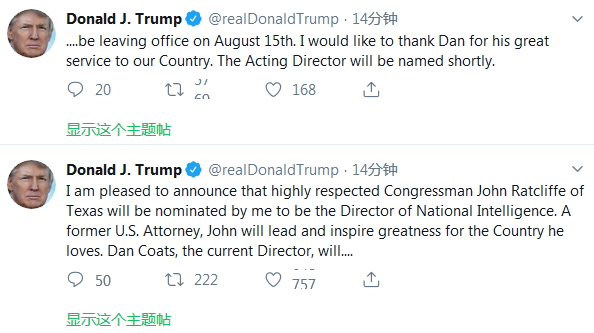 Donald J. Trump @realDonaldTrump · 14分钟
....be leaving office on August 15th. I would like to thank Dan for his great
service to our Country. The Acting Director will be named shortly.
20 168
显示这个主题帖
Donald J. Trump @realDonaldTrump · 14分钟
I am pleased to announce that highly respected Congressman John Ratcliffe of
Texas will be nominated by me to be the Director of National Intelligence. A
former U.S. Attorney, John will lead and inspire greatness for the Country he
loves. Dan Coats, the current Director, will....
50 222 757
显示这个主题帖